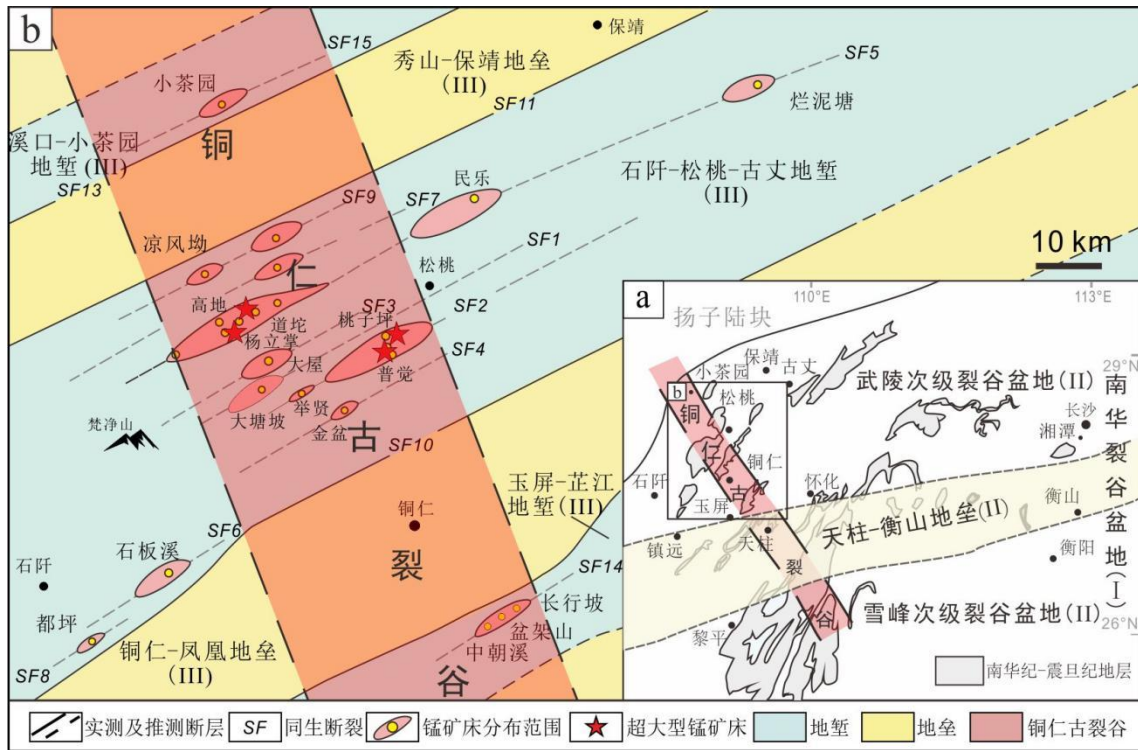 b
SF15
保靖
秀山-保靖地垒
(III)
SF5
小茶园
SF11
烂泥塘
铜
溪口-小茶园
地堑(III)
SF13
石阡-松桃-古丈地堑
(III)
民乐
SF9
SF7
SF1
10 km
凉风坳
仁
松桃
SF2
高地
SF3
道坨
桃子坪
杨立掌
SF4
大屋
普觉
大塘坡
举贤
金盆
梵净山
古
SF10
玉屏-芷江
地堑(III)
铜仁
SF6
石板溪
裂
石阡
SF14
都坪
长行坡
盆架山
中朝溪
铜仁-凤凰地垒
(III)
SF8
谷
a
110°E
113°E
扬子陆块
29°N
保靖
小茶园
古丈
b
武陵次级裂谷盆地(II)
铜
松桃
长沙
湘潭
仔
铜仁
石阡
古
怀化
玉屏
衡山
天柱-衡山地垒(II)
镇远
天柱
衡阳
裂
雪峰次级裂谷盆地(II)
谷
26°N
黎平
南华裂谷盆地(I)
南华纪-震旦纪地层
实测及推测断层
SF
同生断裂
锰矿床分布范围
超大型锰矿床
地堑
地垒
铜仁古裂谷